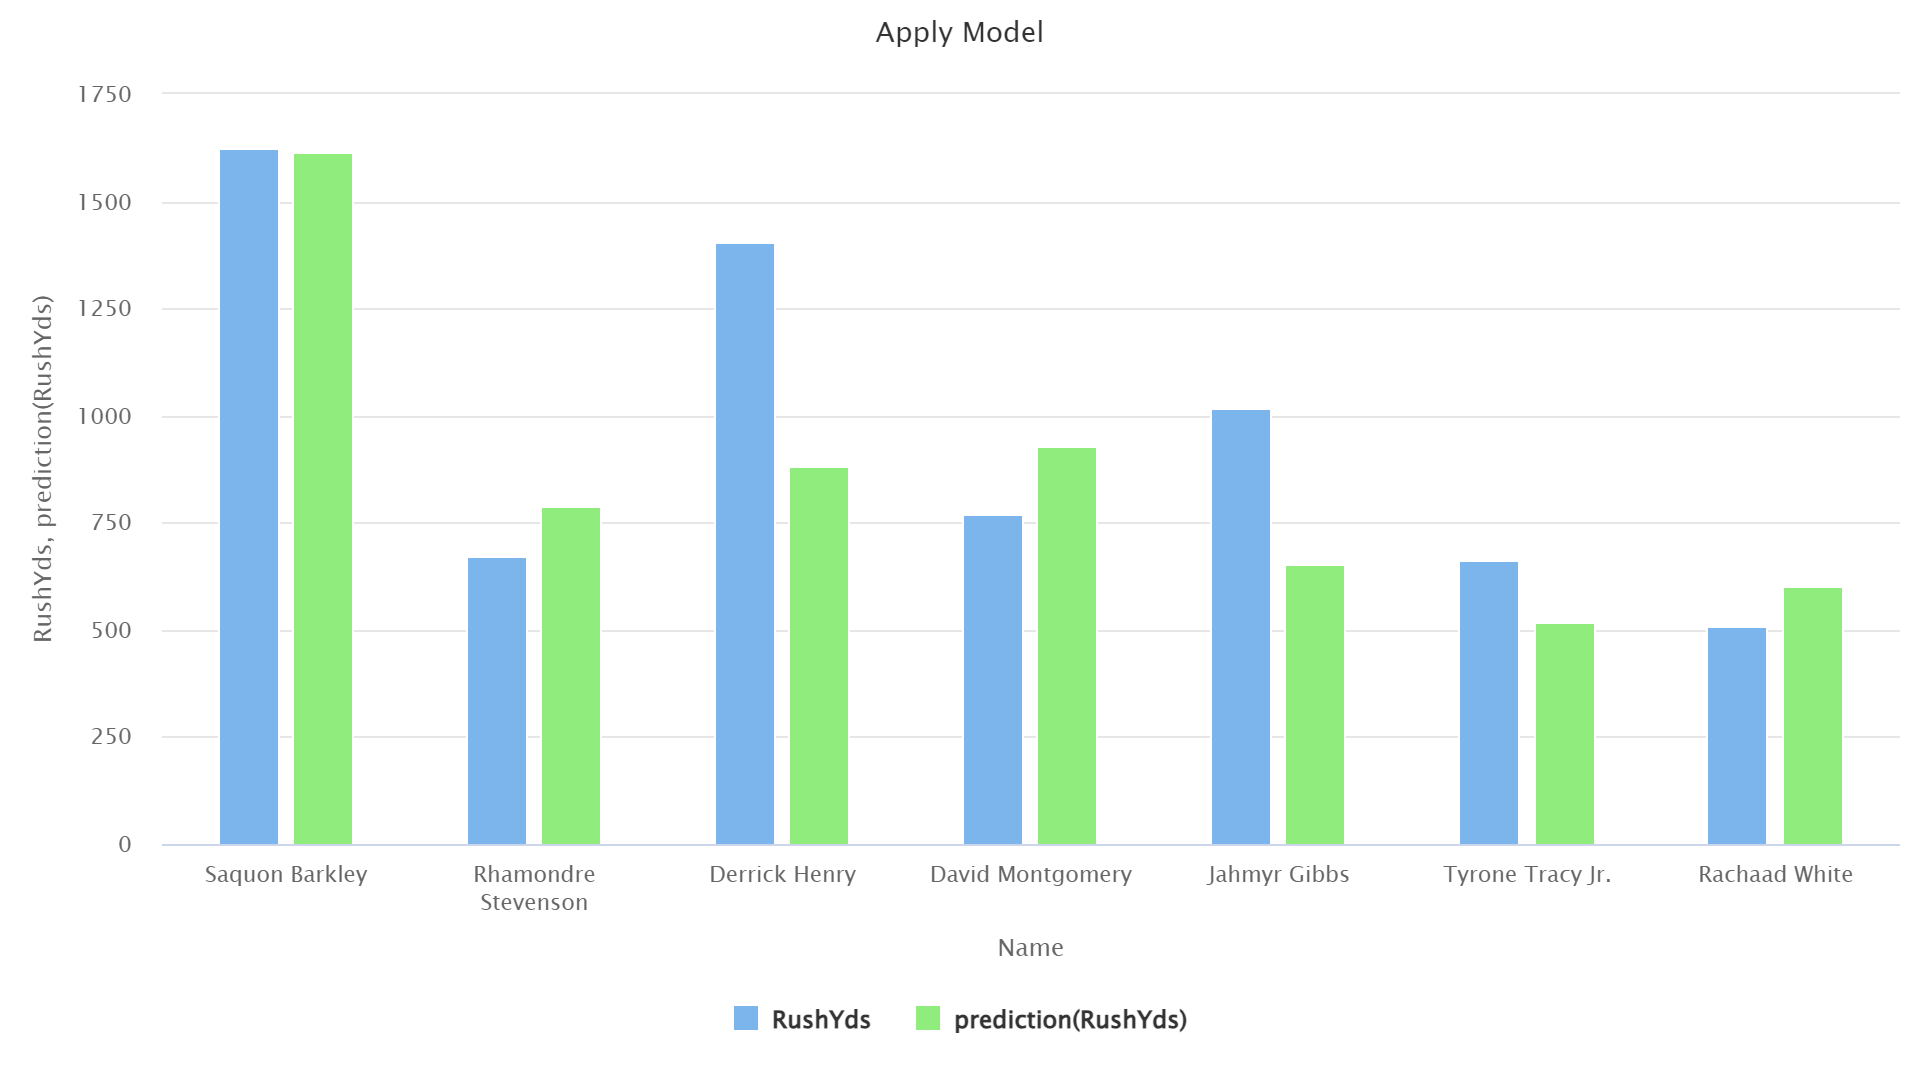 Apply Model
1750
1500
1250
1000
750
500
250
0
RushYds, prediction(RushYds)
Saquon Barkley
Rhamondre
Stevenson
Derrick Henry
David Montgomery
Jahmyr Gibbs
Tyrone Tracy Jr.
Rachaad White
Name
RushYds
prediction(RushYds)